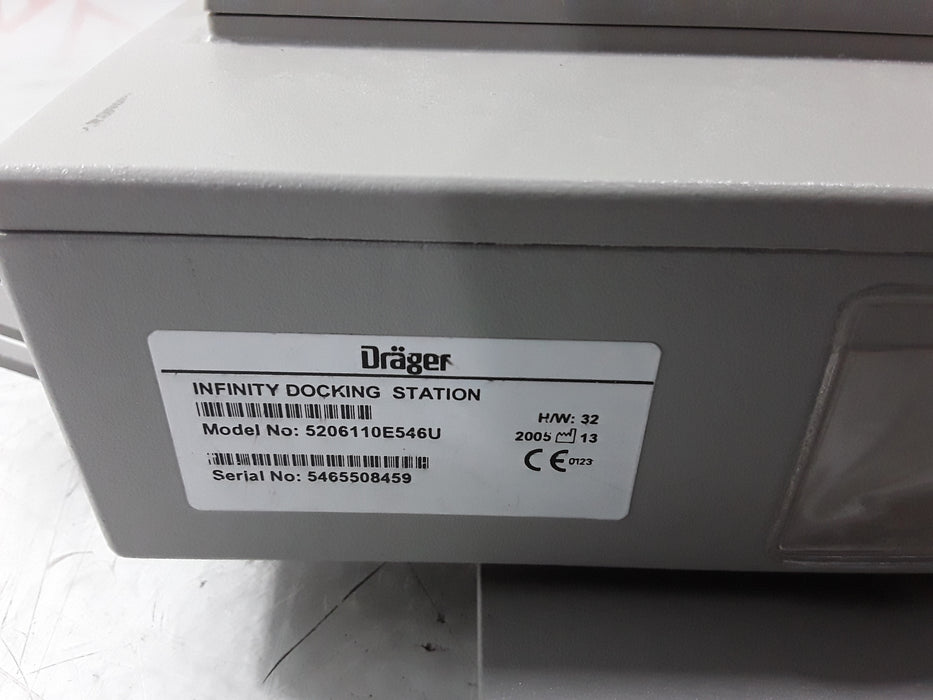 Dräger
INFINITY DOCKING STATION
Model No: 5206110E546U
Serial No: 5465508459
H/W: 32
2005 13
CE 0123